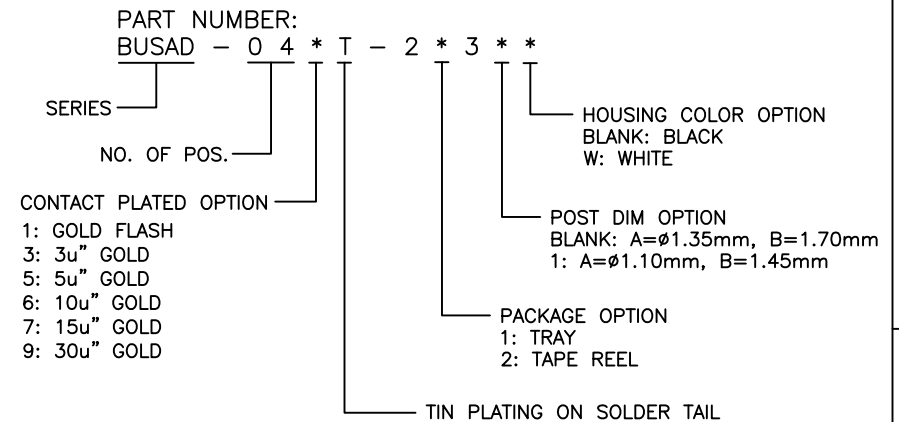 PART NUMBER:
BUSAD - 04*T-2*3**
SERIES
NO. OF POS.
CONTACT PLATED OPTION
1: GOLD FLASH
3: 3u" GOLD
5: 5u" GOLD
6: 10u" GOLD
7: 15u" GOLD
9: 30u" GOLD
HOUSING COLOR OPTION
BLANK: BLACK
W: WHITE
POST DIM OPTION
BLANK: A=ø1.35mm, B=1.70mm
1: A=ø1.10mm, B=1.45mm
PACKAGE OPTION
1: TRAY
2: TAPE REEL
TIN PLATING ON SOLDER TAIL